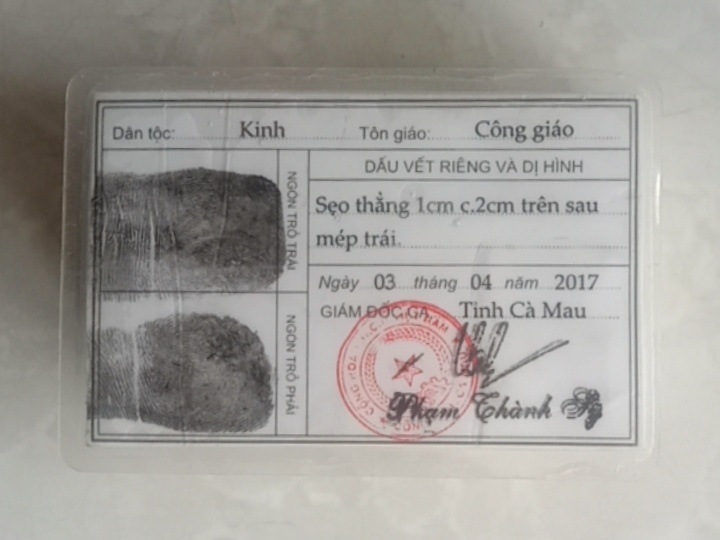 Dân tộc: Kinh Tôn giáo: Công giáo
NGÓN TRỎ TRÁI
NGÓN TRỎ PHẢI
DẤU VẾT RIÊNG VÀ DỊ HÌNH
Sẹo thẳng 1cm c.2cm trên sau
mép trái.
Ngày 03 tháng 04 năm 2017
GIÁM ĐỐC CA Tỉnh Cà Mau
Phạm Thành Sỹ